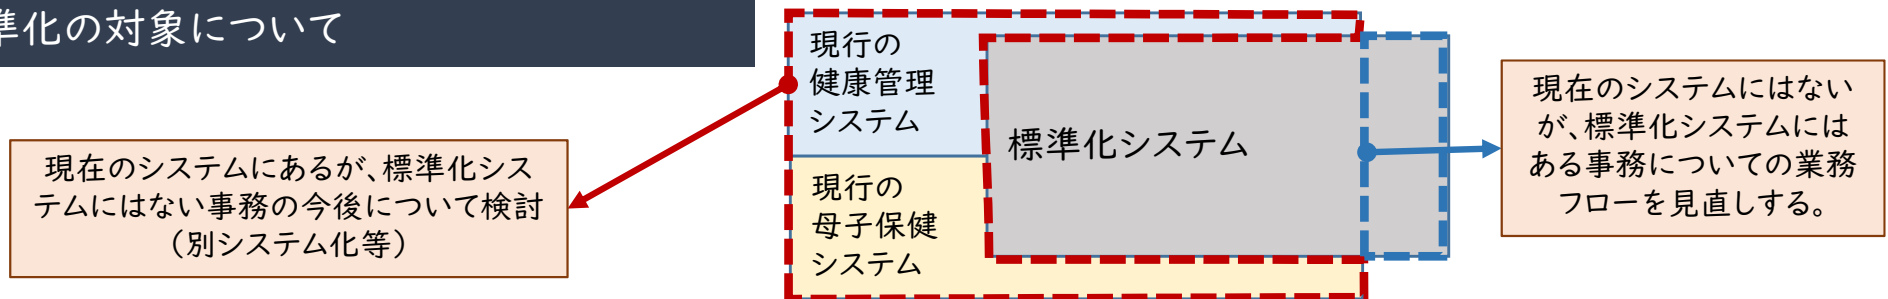 準化の対象について
現在のシステムにあるが、標準化シス
テムにはない事務の今後について検討
（別システム化等）
現行の
健康管理
システム
現行の
母子保健
システム
標準化システム
現在のシステムにはない
が、標準化システムには
ある事務についての業務
フローを見直しする。